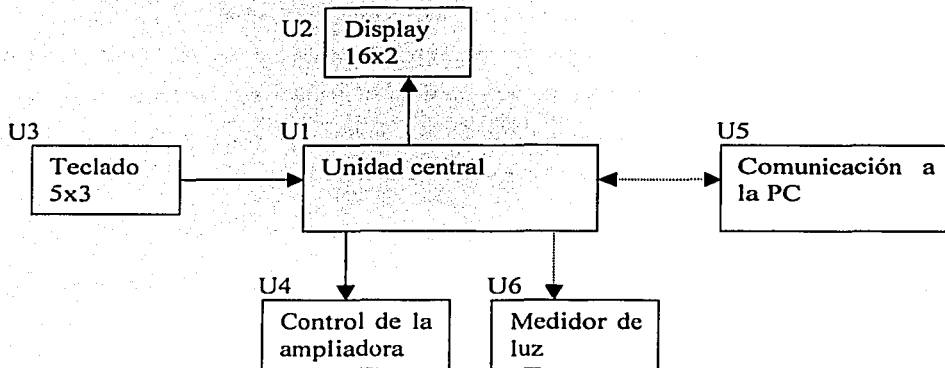 U2
Display
16x2
U3
Teclado
5x3
U1
Unidad central
U5
Comunicación a
la PC
U4
Control de la
ampliadora
U6
Medidor de
luz